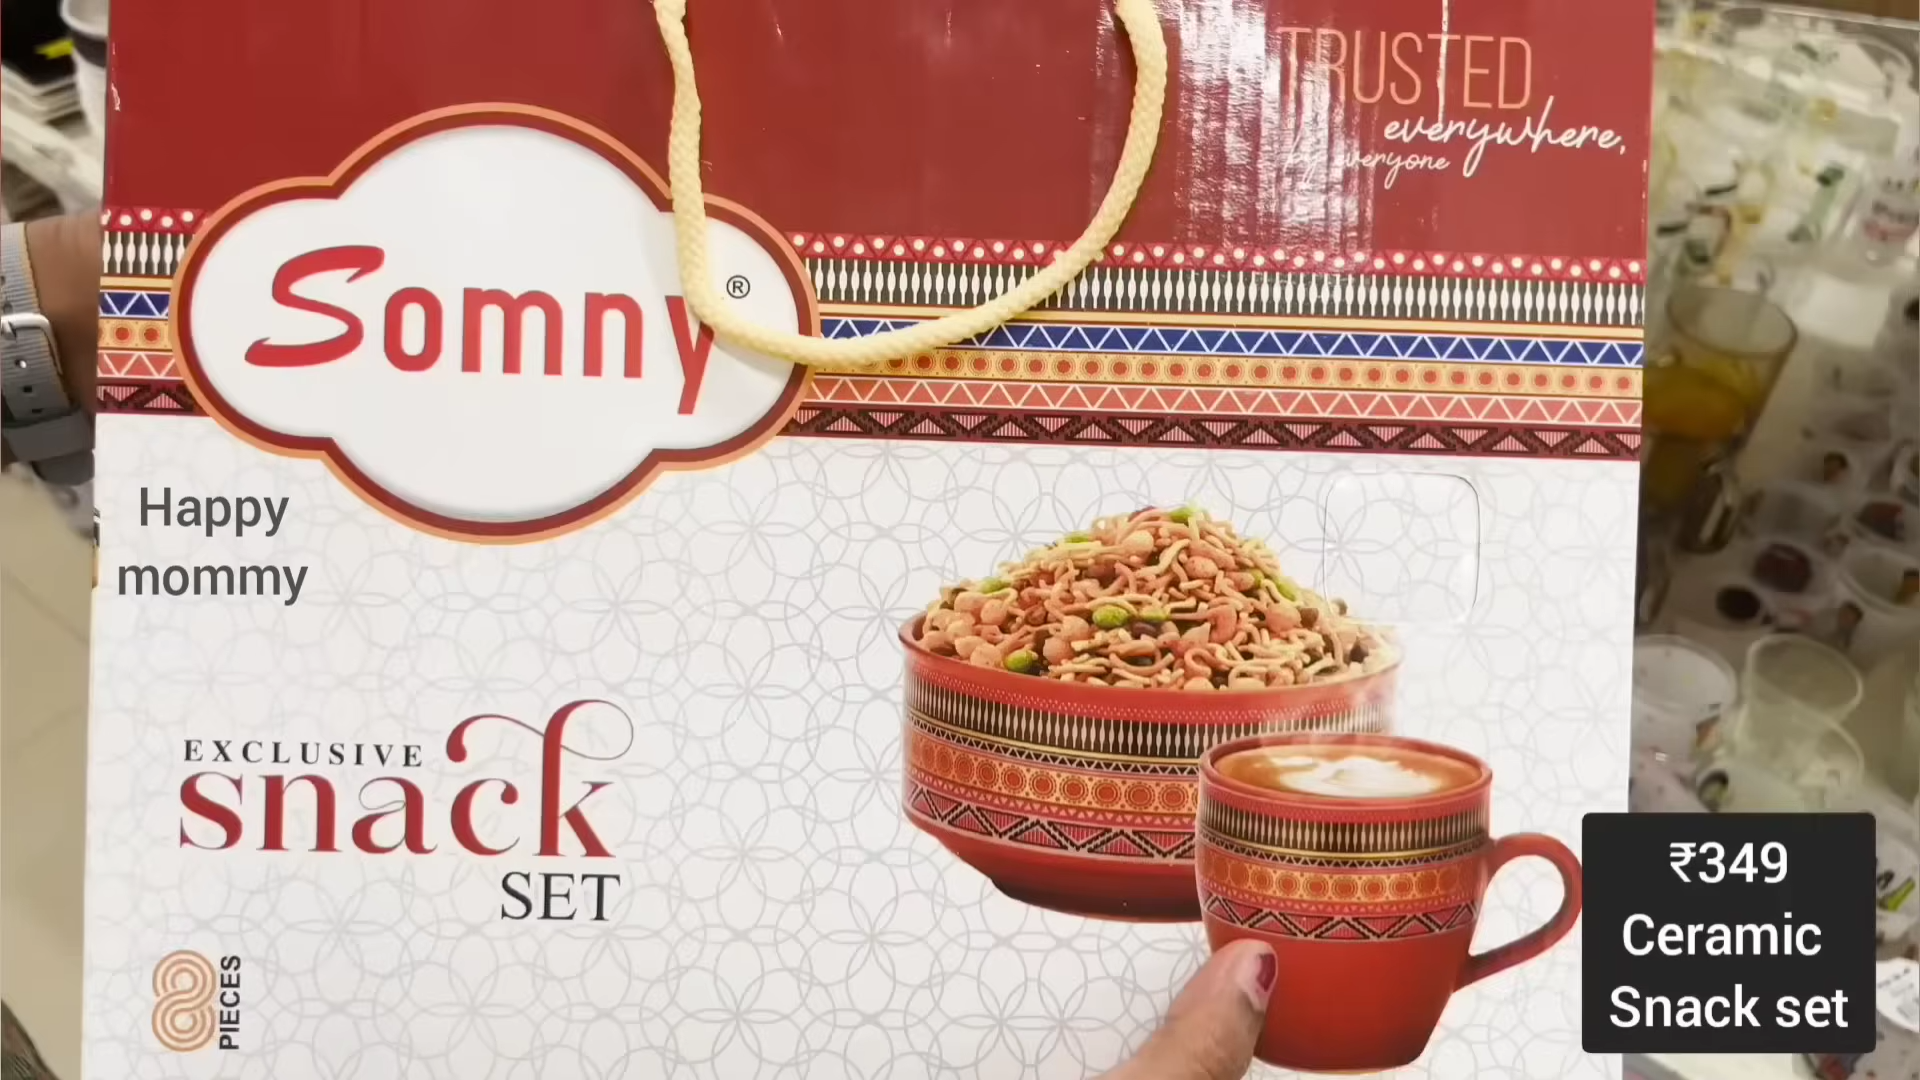 TRUSTED
everywhere,
by everyone
Somny®
Happy
mommy
EXCLUSIVE
snack
SET
8
PIECES
₹349
Ceramic
Snack set